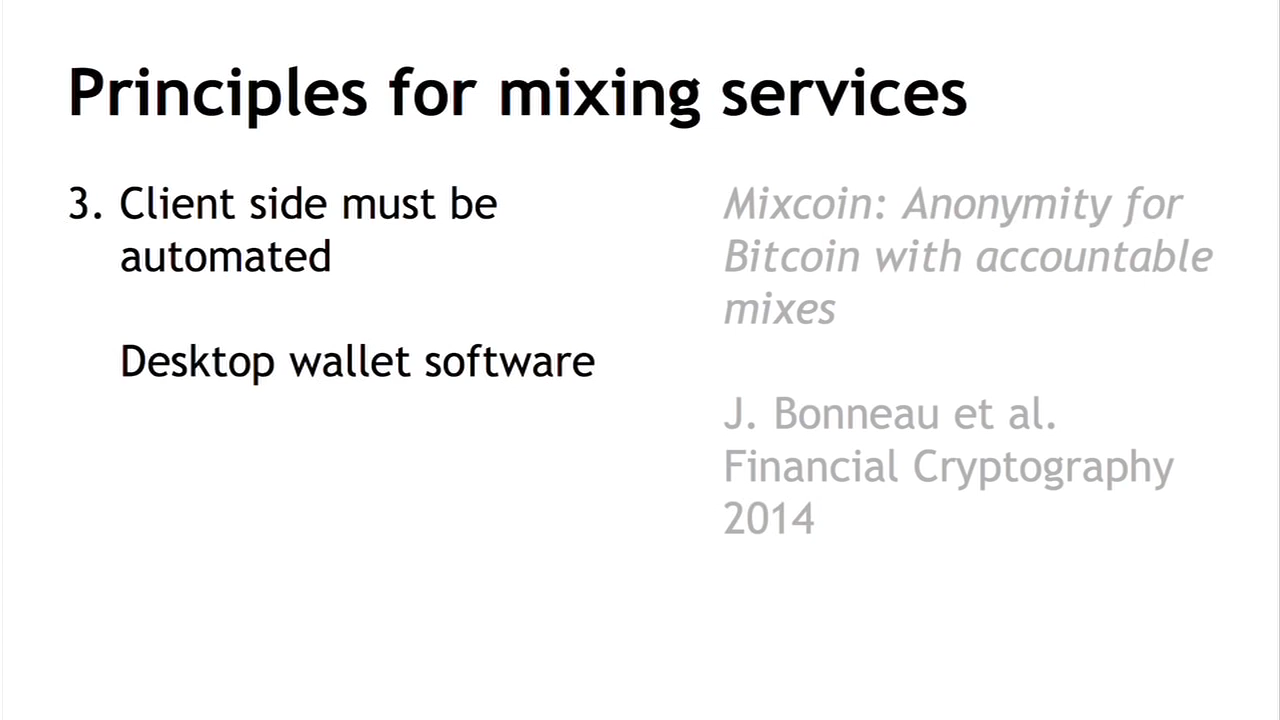 Principles for mixing services
3. Client side must be
automated
Desktop wallet software
Mixcoin: Anonymity for
Bitcoin with accountable
mixes
J. Bonneau et al.
Financial Cryptography
2014